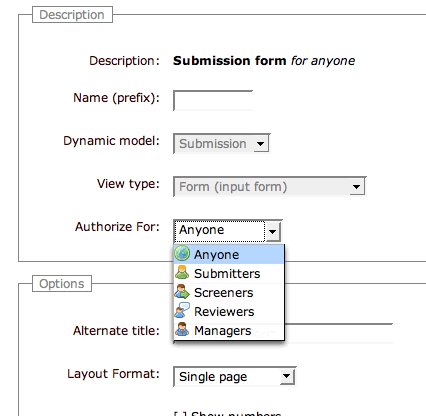 Description
Description: Submission form for anyone
Name (prefix):
Dynamic model: Submission
View type: Form (input form)
Authorize For: Anyone
Anyone
Submitters
Screeners
Reviewers
Managers
Options
Alternate title:
Layout Format: Single page
[ ] Show numbers